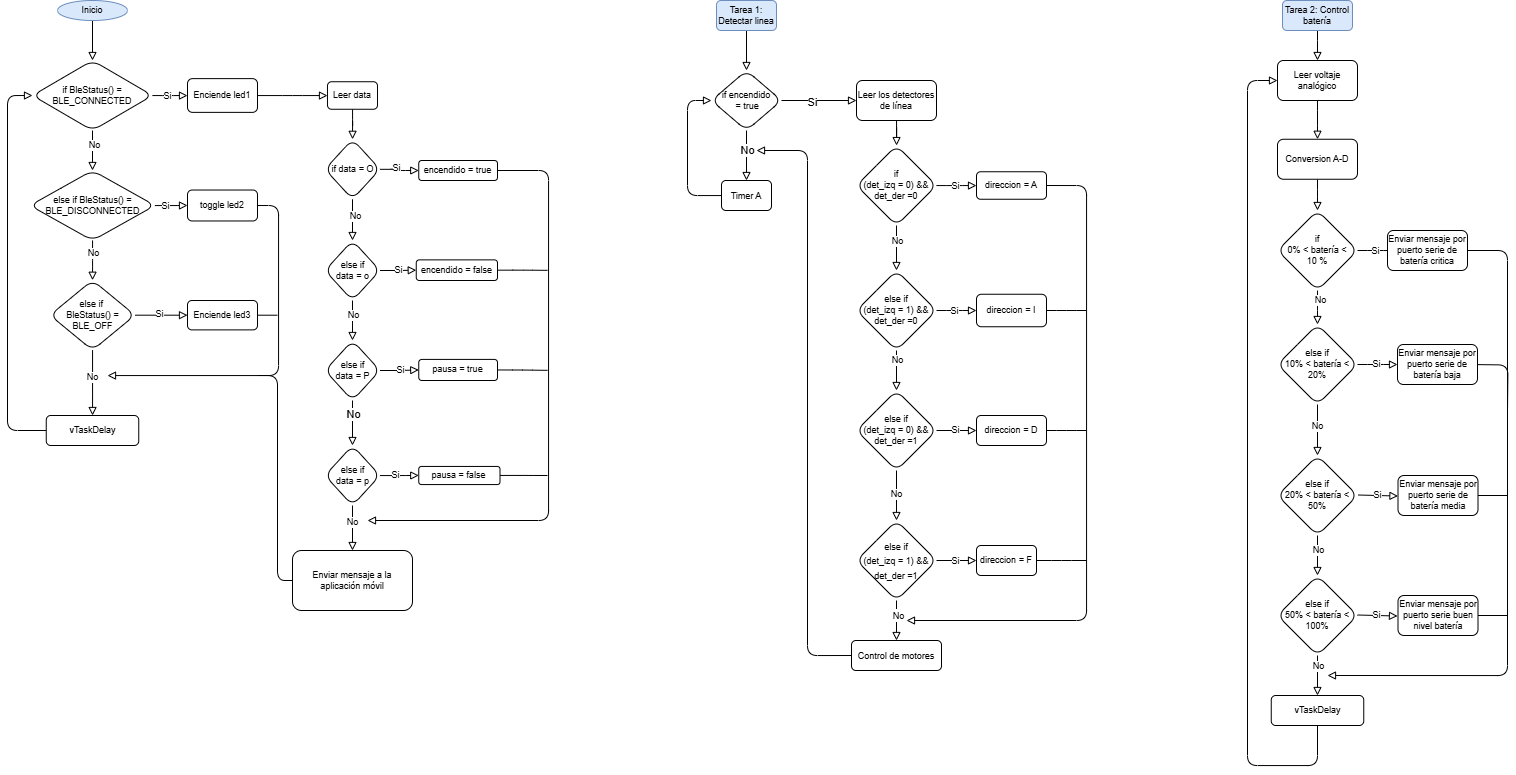 Inicio
if BleStatus() =
BLE_CONNECTED
Si
Enciende led1
Leer data
No
if data = O
Si
encendido = true
else if BleStatus() =
BLE_DISCONNECTED
Si
toggle led2
No
No
else if
data = o
Si
encendido = false
else if
BleStatus() =
BLE_OFF
Si
Enciende led3
No
else if
data = P
Si
pausa = true
No
No
vTaskDelay
else if
data = p
Si
pausa = false
No
Enviar mensaje a la
aplicación móvil
Tarea 1:
Detectar linea
if encendido
= true
Si
Leer los detectores
de línea
No
Timer A
if
(det_izq = 0) &&
det_der =0
Si
direccion = A
No
else if
(det_izq = 1) &&
det_der =0
Si
direccion = I
No
else if
(det_izq = 0) &&
det_der =1
Si
direccion = D
No
else if
(det_izq = 1) &&
det_der =1
Si
direccion = F
No
Control de motores
Tarea 2: Control
batería
Leer voltaje
analógico
Conversion A-D
if
0% < batería <
10 %
Si
Enviar mensaje por
puerto serie de
batería critica
No
else if
10% < batería <
20%
Si
Enviar mensaje por
puerto serie de
batería baja
No
else if
20% < batería <
50%
Si
Enviar mensaje por
puerto serie de
batería media
No
else if
50% < batería <
100%
Si
Enviar mensaje por
puerto serie buen
nivel batería
No
vTaskDelay